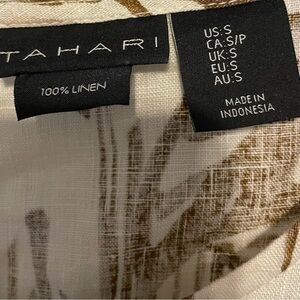 TAHARI
100% LINEN
US:S
CA:S/P
UK:S
EU:S
AU:S
MADE IN
INDONESIA